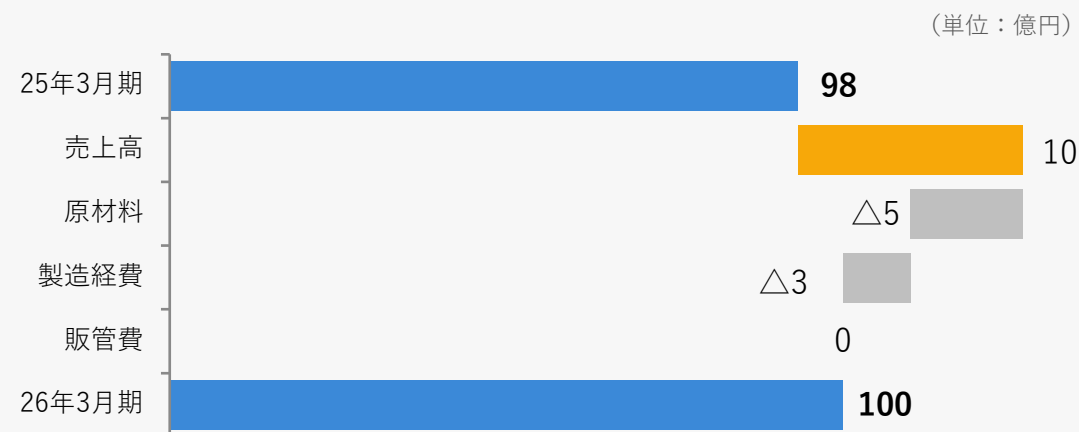 （単位：億円）
25年3月期 98
売上高 10
原材料 △5
製造経費 △3
販管費 0
26年3月期 100